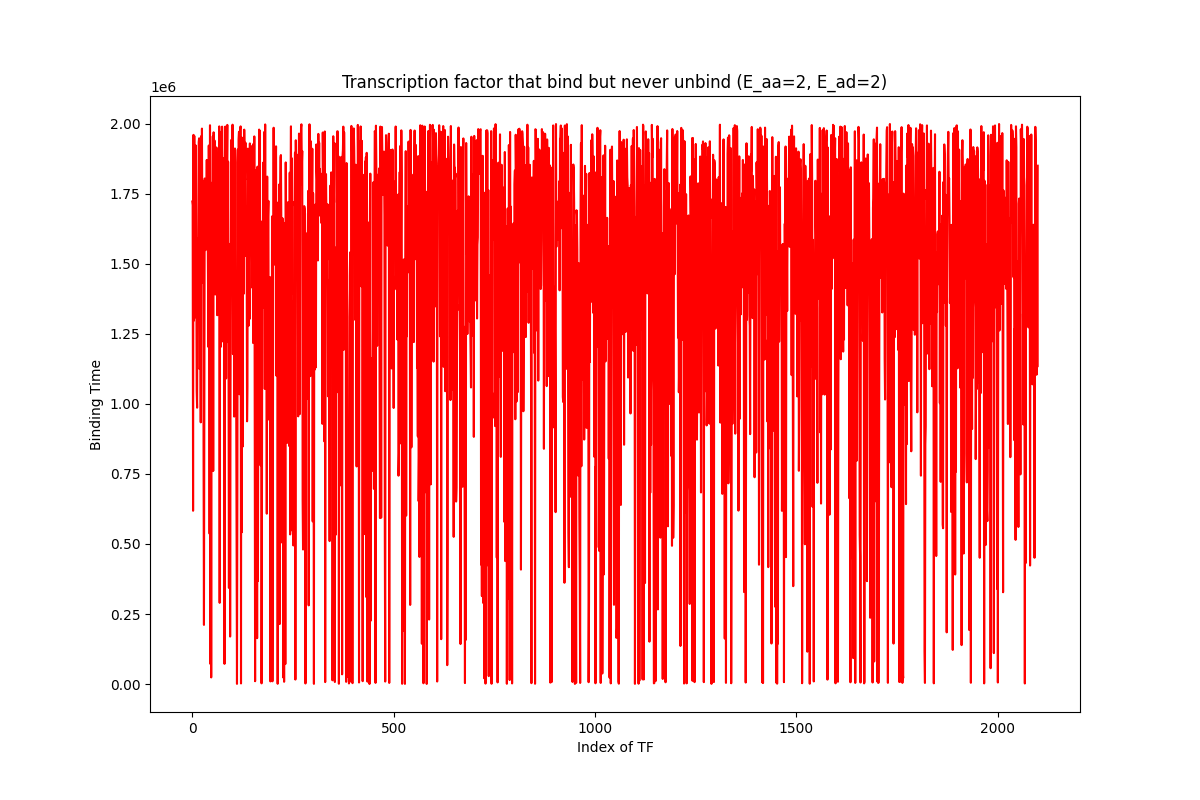 Transcription factor that bind but never unbind (E_aa=2, E_ad=2)
1e6
2.00
1.75
1.50
1.25
1.00
0.75
0.50
0.25
0.00
Binding Time
0 500 1000 1500 2000
Index of TF